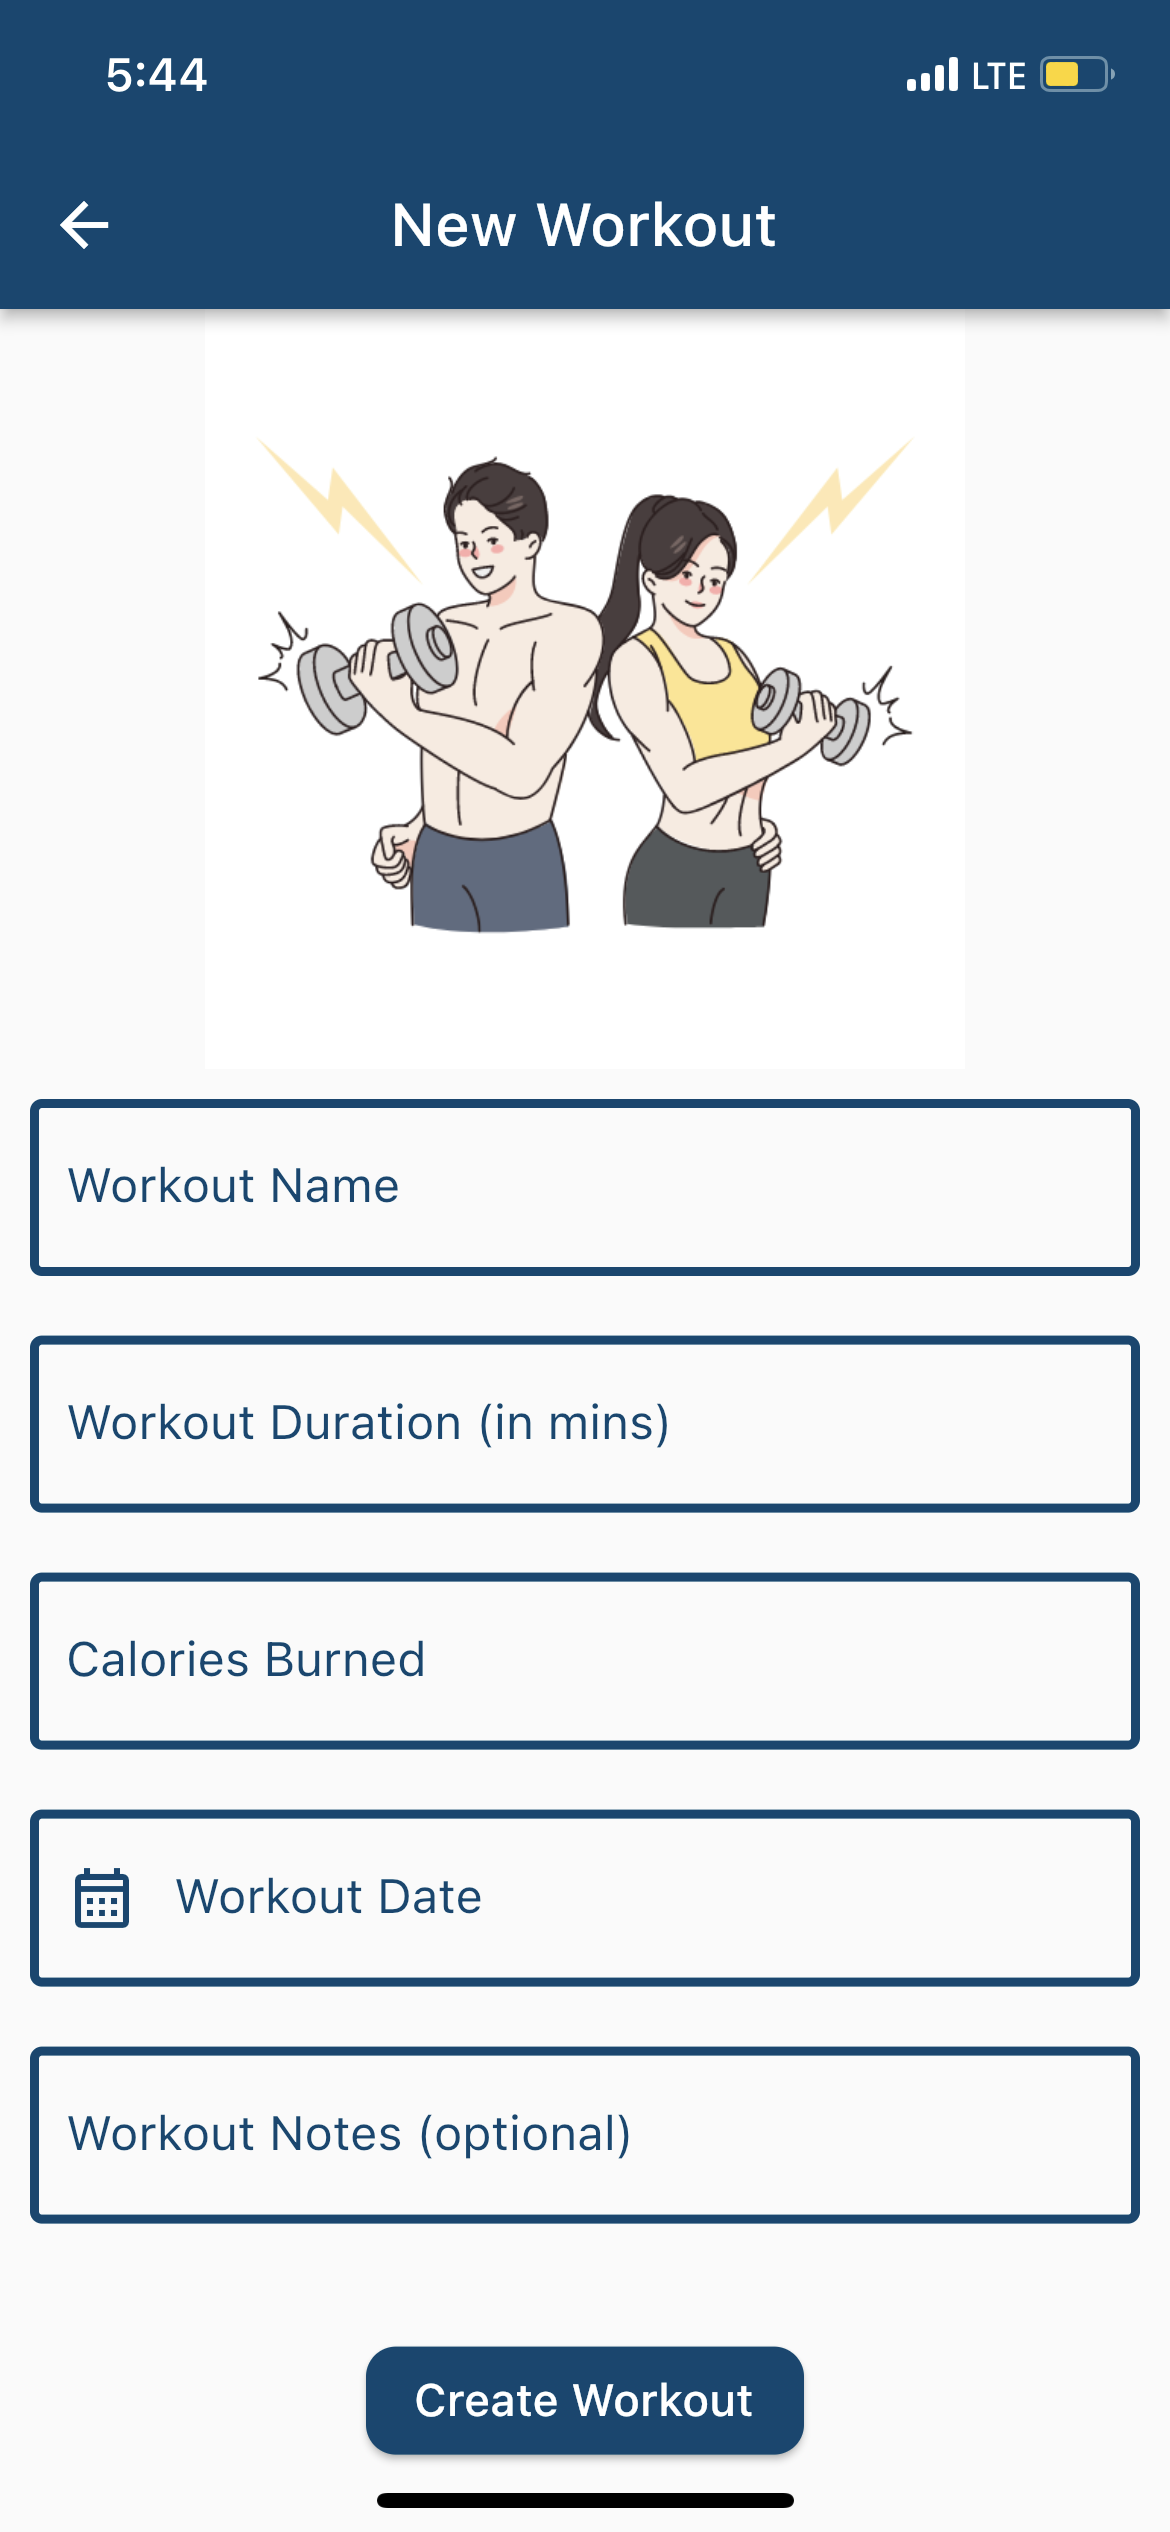 5:44 LTE
New Workout
Workout Name
Workout Duration (in mins)
Calories Burned
Workout Date
Workout Notes (optional)
Create Workout